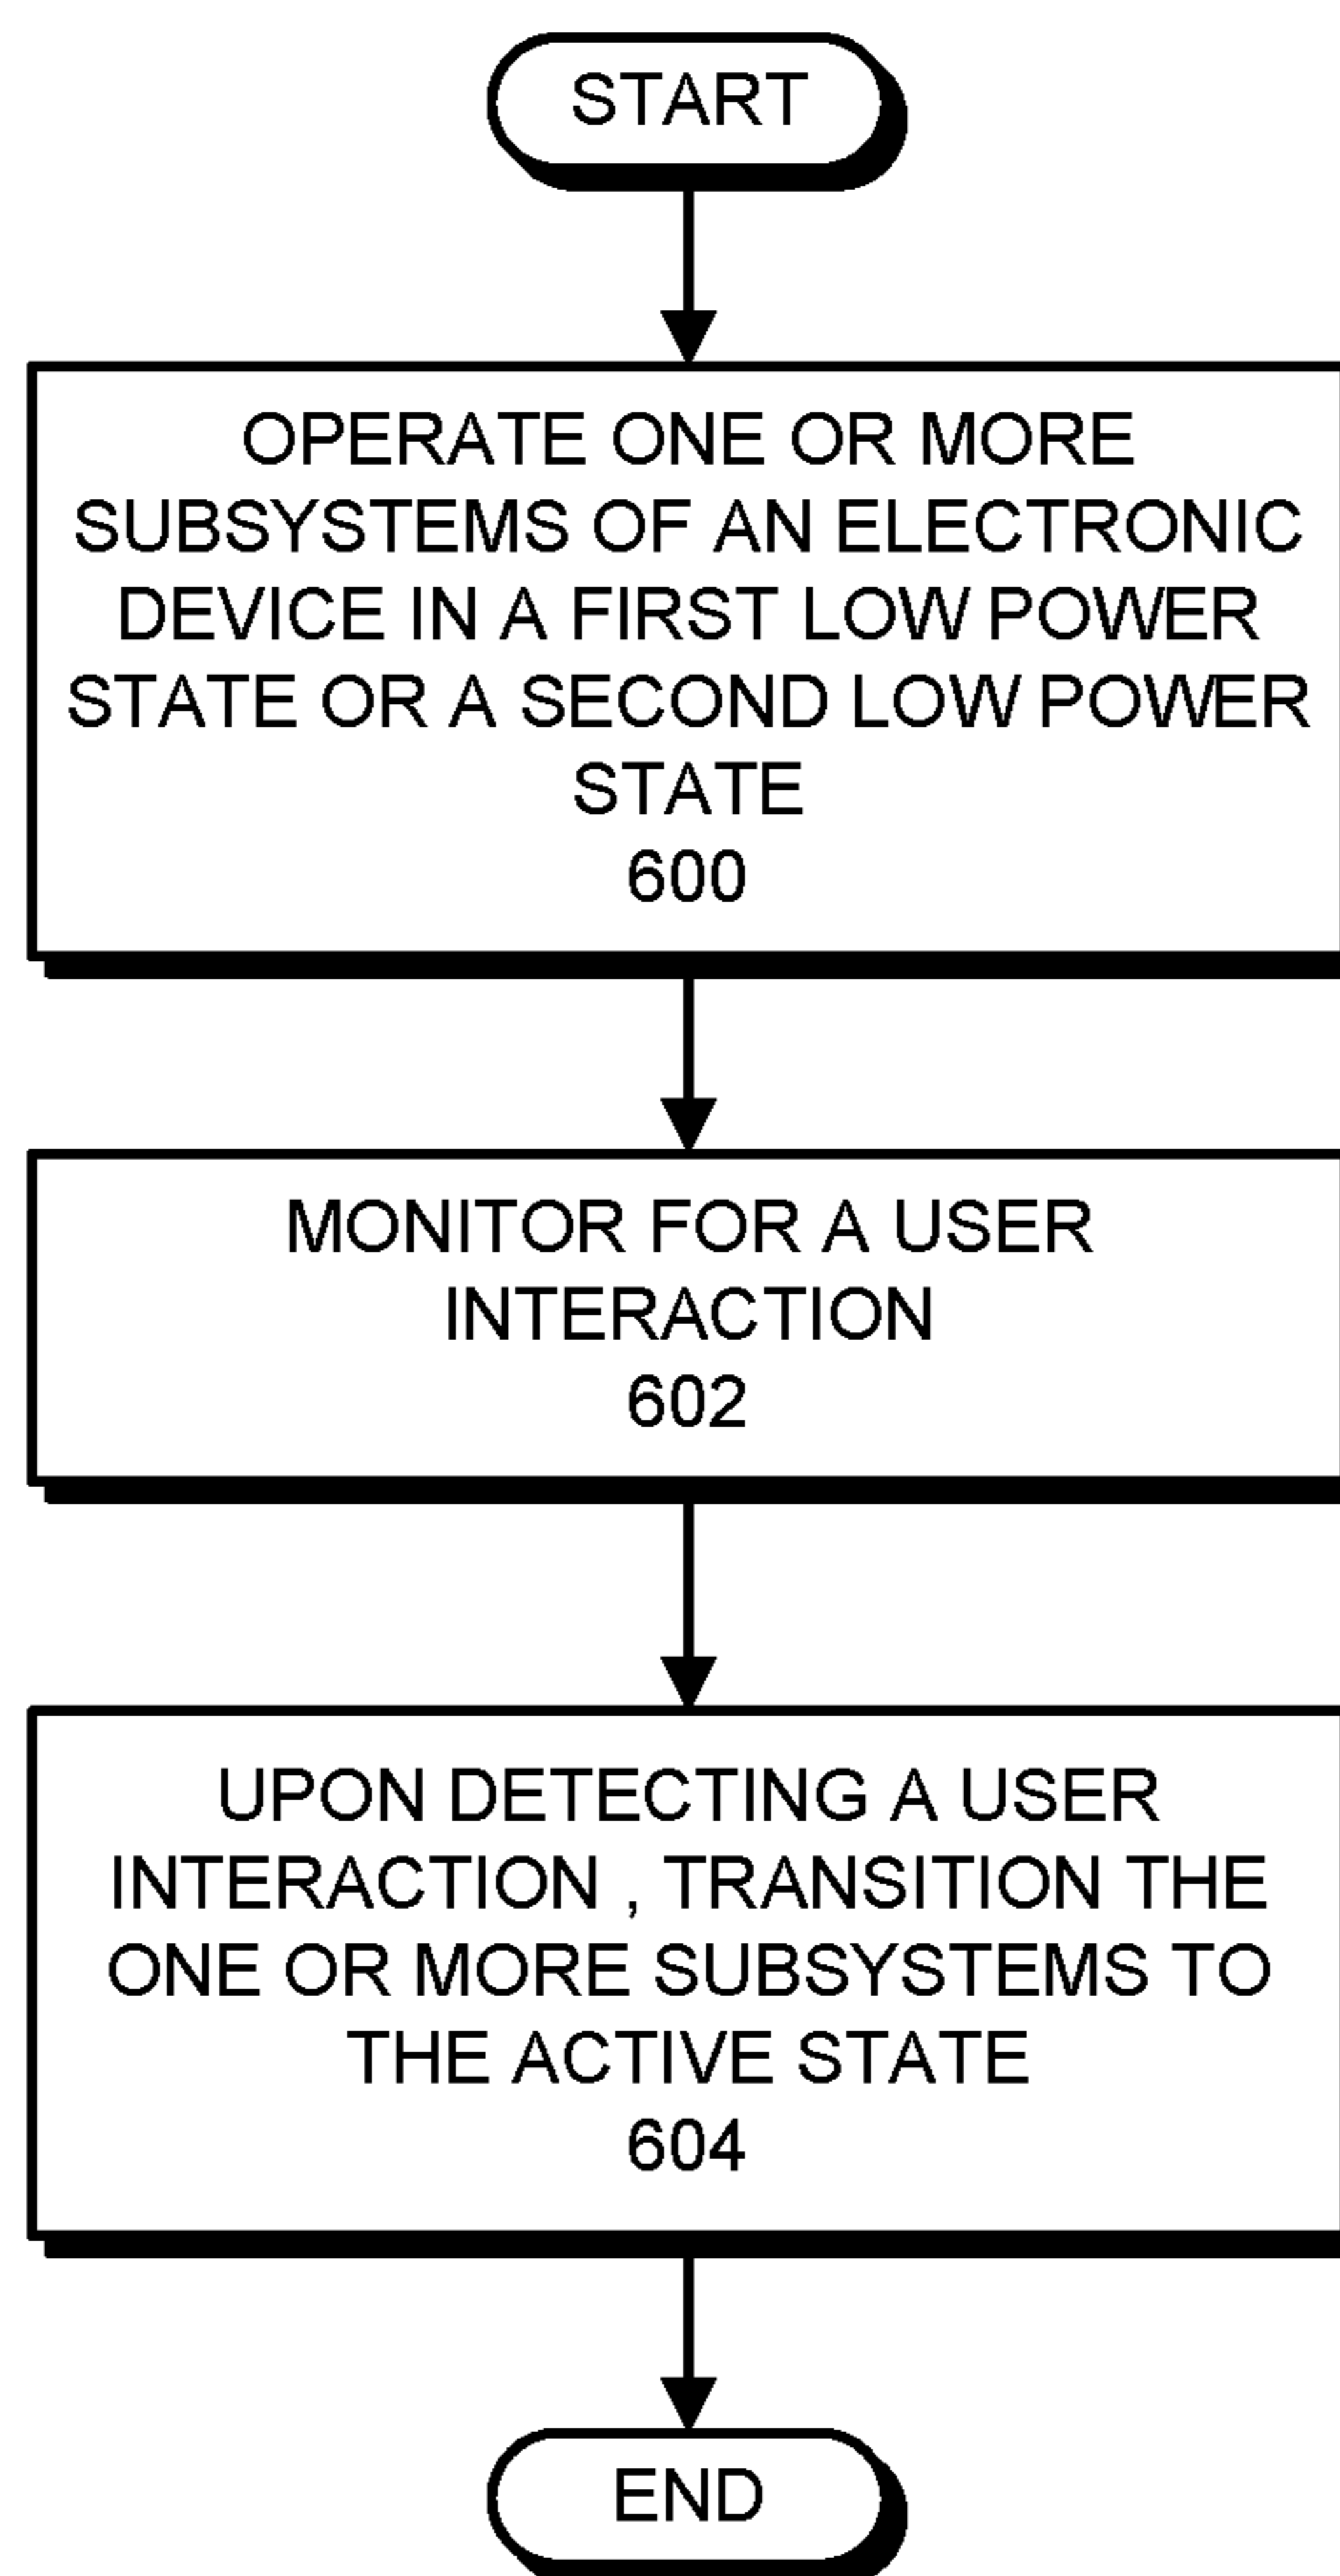 START
OPERATE ONE OR MORE
SUBSYSTEMS OF AN ELECTRONIC
DEVICE IN A FIRST LOW POWER
STATE OR A SECOND LOW POWER
STATE
600
MONITOR FOR A USER
INTERACTION
602
UPON DETECTING A USER
INTERACTION , TRANSITION THE
ONE OR MORE SUBSYSTEMS TO
THE ACTIVE STATE
604
END